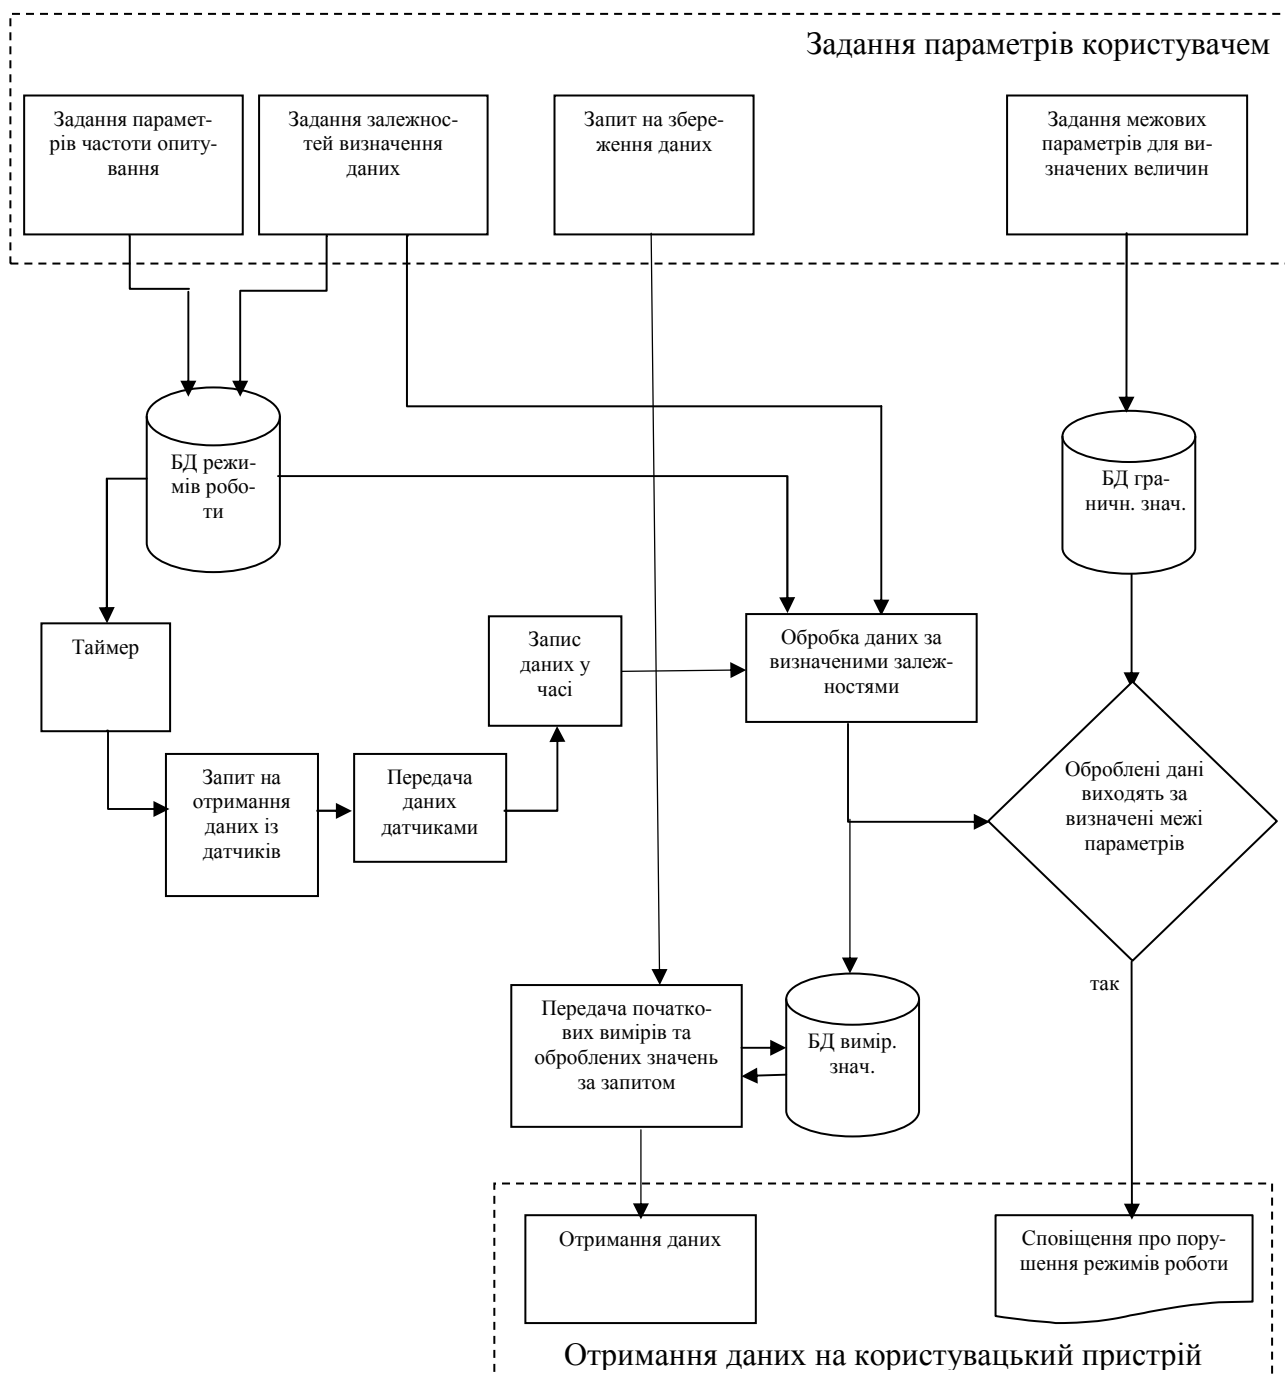 Задання параметрів користувачем
Задання парамет-
рів частоти опиту-
вання
Задання залежнос-
тей визначення
даних
Запит на збере-
ження даних
Задання межових
параметрів для ви-
значених величин
БД режи-
мів робо-
ти
БД гра-
ничн. знач.
Таймер
Запис
даних у
часі
Обробка даних за
визначеними залеж-
ностями
Запит на
отримання
даних із
датчиків
Передача
даних
датчиками
Оброблені дані
виходять за
визначені межі
параметрів
так
Передача початко-
вих вимірів та
оброблених значень
за запитом
БД вимір.
знач.
Отримання даних
Сповіщення про пору-
шення режимів роботи
Отримання даних на користувацький пристрій